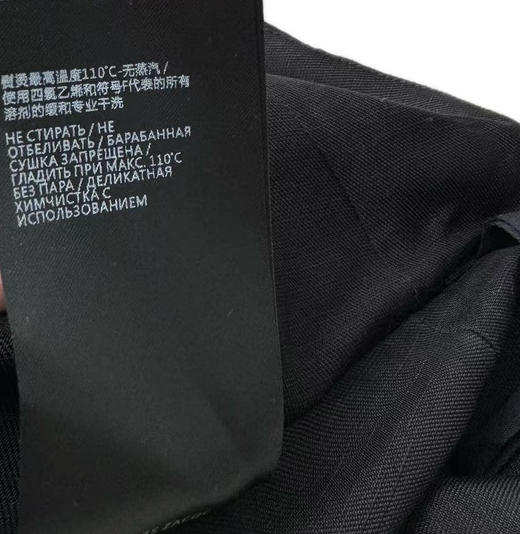 熨烫最高温度110°C-无蒸汽/
使用四氯乙烯和符号F代表的所有
溶剂的缓和专业干洗
НЕ СТИРАТЬ / НЕ
ОТБЕЛИВАТЬ / БАРАБАННАЯ
СУШКА ЗАПРЕЩЕНА /
ГЛАДИТЬ ПРИ МАКС. 110°C
БЕЗ ПАРА / ДЕЛИКАТНАЯ
ХИМЧИСТКА С
ИСПОЛЬЗОВАНИЕМ